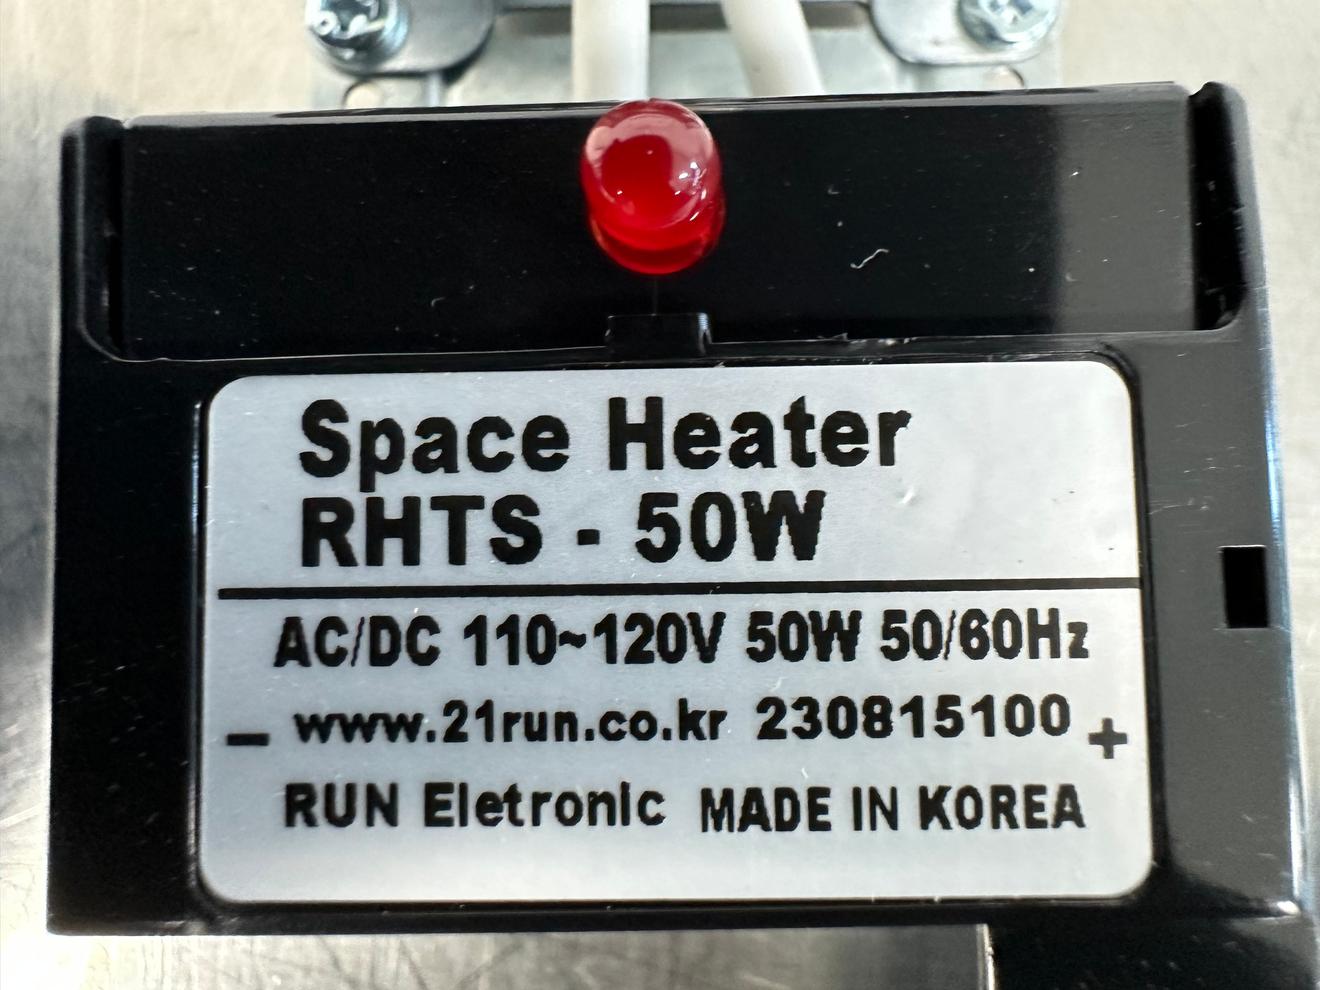 Space Heater
RHTS - 50W
AC/DC 110~120V 50W 50/60Hz
- www.21run.co.kr 230815100 +
RUN Eletronic MADE IN KOREA